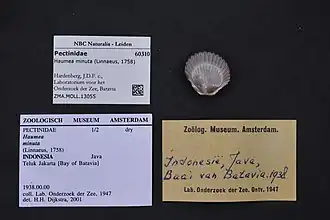 NBC Naturalis - Leiden
Pectinidae 60310
Haumea minuta (Linnaeus, 1758)
Hardenberg, J.D.F. c.,
Laboratorium voor het
Onderzoek der Zee, Batavia
ZMA.MOLL.13055
ZOOLOGISCH MUSEUM AMSTERDAM
PECTINIDAE 1/2 dry
Haumea
minuta
(Linnaeus, 1758)
INDONESIA Java
Teluk Jakarta [Bay of Batavia]
1938.00.00
coll. Lab. Onderzoek der Zee, 1947
det. H.H. Dijkstra, 2001
Zoölog. Museum. Amsterdam.
Indonesië, Java,
Baai van Batavia. 1938
Lab. Onderzoek der Zee. Ontv. 1947